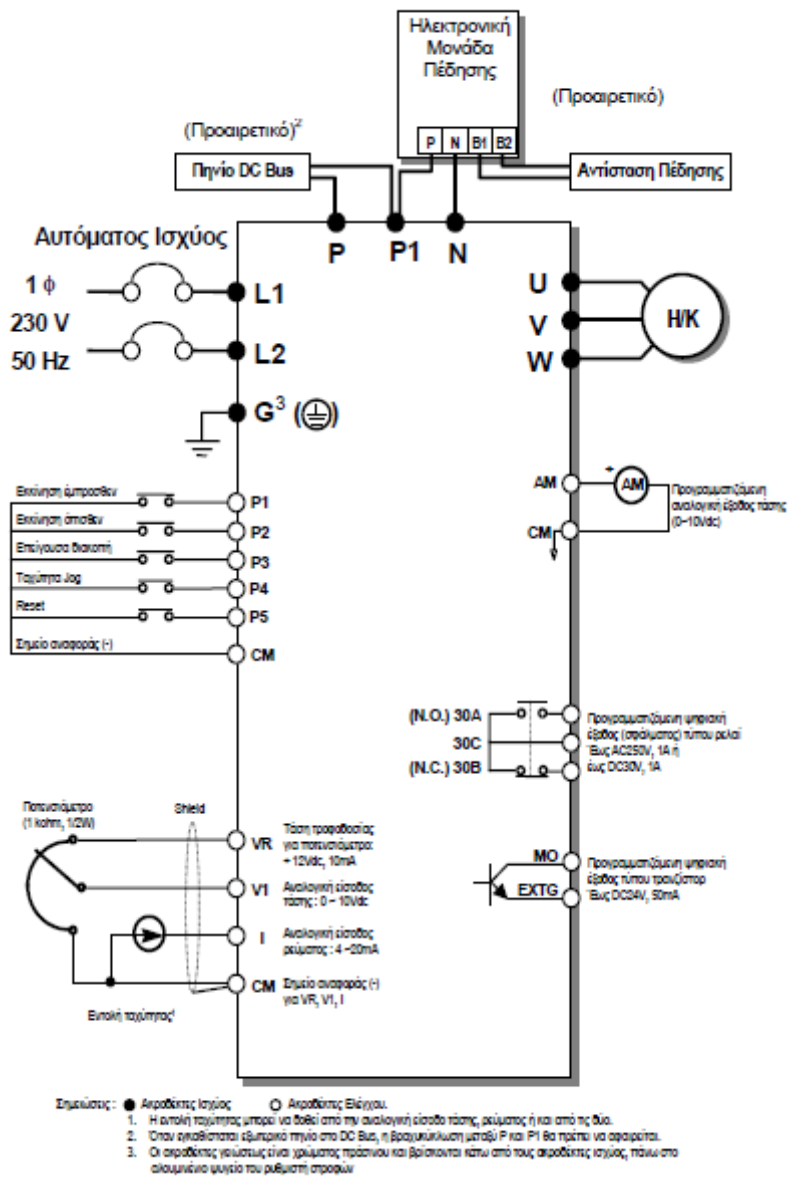 Ηλεκτρονική
Μονάδα
Πέδησης
(Προαιρετικό)
(Προαιρετικό)²
P N B1 B2
Πηνίο DC Bus
Αντίσταση Πέδησης
Αυτόματος Ισχύος
P P1 N
1 ϕ
230 V
50 Hz
L1
L2
G³ ( )
U
V
W
Η/Κ
Εκκίνηση έμπροσθεν
P1
Εκκίνηση όπισθεν
P2
Επείγουσα διακοπή
P3
Ταχύτητα Jog
P4
Reset
P5
Σημείο αναφοράς (-)
CM
AM
+
AM
CM
Προγραμματιζόμενη
αναλογική έξοδος τάσης
(0~10Vdc)
(N.O.) 30A
30C
(N.C.) 30B
Προγραμματιζόμενη ψηφιακή
έξοδος (σφάλματος) τύπου ρελαί
Έως AC250V, 1A ή
έως DC30V, 1A
Ποτενσιόμετρο
(1 kohm, 1/2W)
Shield
VR
Τάση τροφοδοσίας
για ποτενσιόμετρο:
+ 12Vdc, 10mA
V1
Αναλογική είσοδος
τάσης : 0 ~ 10Vdc
I
Αναλογική είσοδος
ρεύματος : 4 ~20mA
CM
Σημείο αναφοράς (-)
για VR, V1, I
Εντολή ταχύτητας¹
MO
EXTG
Προγραμματιζόμενη ψηφιακή
έξοδος τύπου τρανζίστορ
Έως DC24V, 50mA
Σημειώσεις : ● Ακροδέκτες Ισχύος ○ Ακροδέκτες Ελέγχου.
1. Η εντολή ταχύτητας μπορεί να δοθεί από την αναλογική είσοδο τάσης, ρεύματος ή και από τις δύο.
2. Όταν εγκαθίσταται εξωτερικό πηνίο στο DC Bus, η βραχυκύκλωση μεταξύ P και P1 θα πρέπει να αφαιρείται.
3. Οι ακροδέκτες γειώσεως είναι χρώματος πράσινου και βρίσκονται κάτω από τους ακροδέκτες ισχύος, πάνω στο
αλουμινένιο ψυγείο του ρυθμιστή στροφών